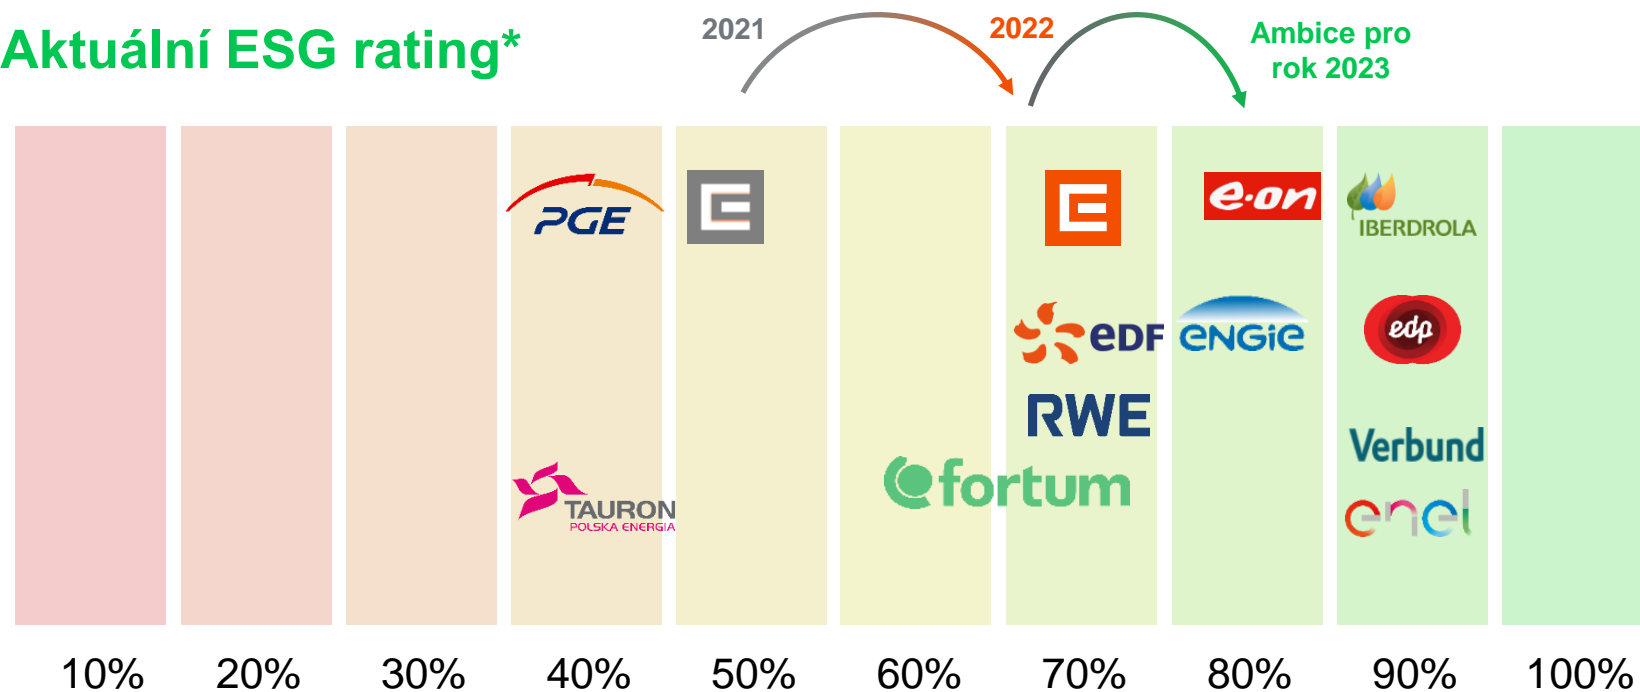 Aktuální ESG rating*
2021
2022
Ambice pro
rok 2023
PGE
e·on
IBERDROLA
eDF
ENGIE
edp
RWE
Verbund
fortum
TAURON
POLSKA ENERGIA
enel
10%
20%
30%
40%
50%
60%
70%
80%
90%
100%